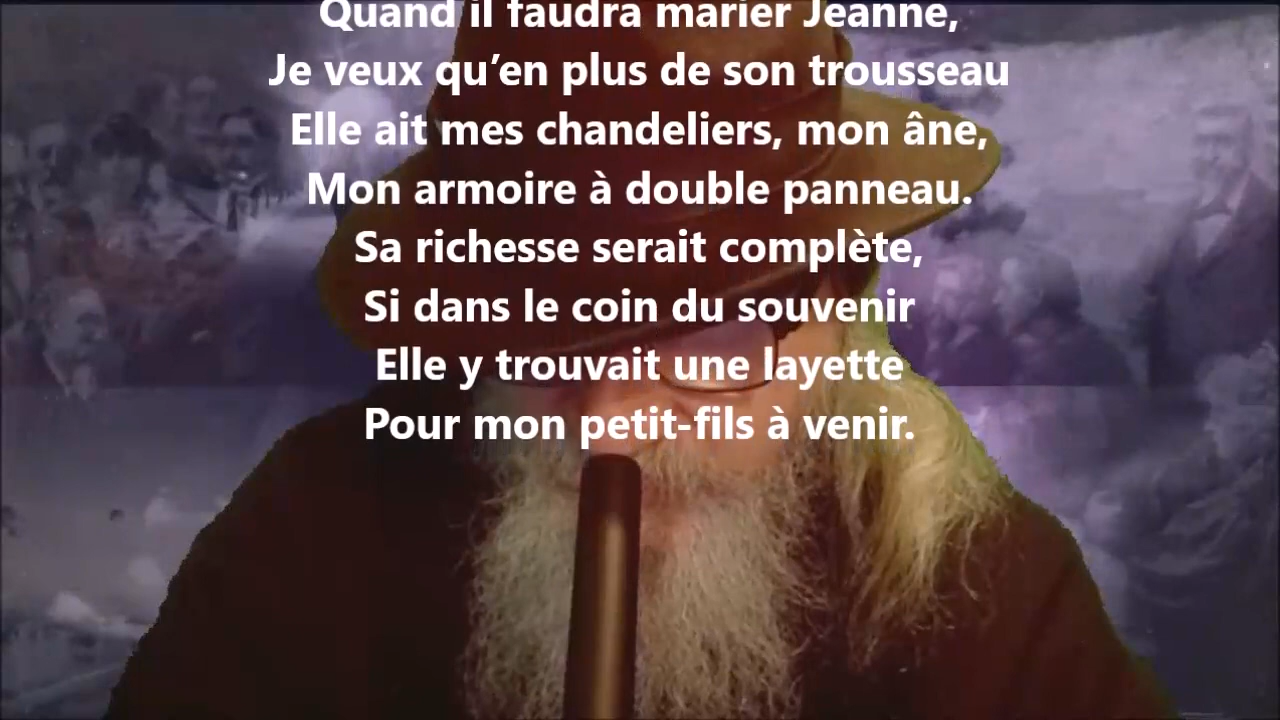 Quand il faudra marier Jeanne,
Je veux qu’en plus de son trousseau
Elle ait mes chandeliers, mon âne,
Mon armoire à double panneau.
Sa richesse serait complète,
Si dans le coin du souvenir
Elle y trouvait une layette
Pour mon petit-fils à venir.